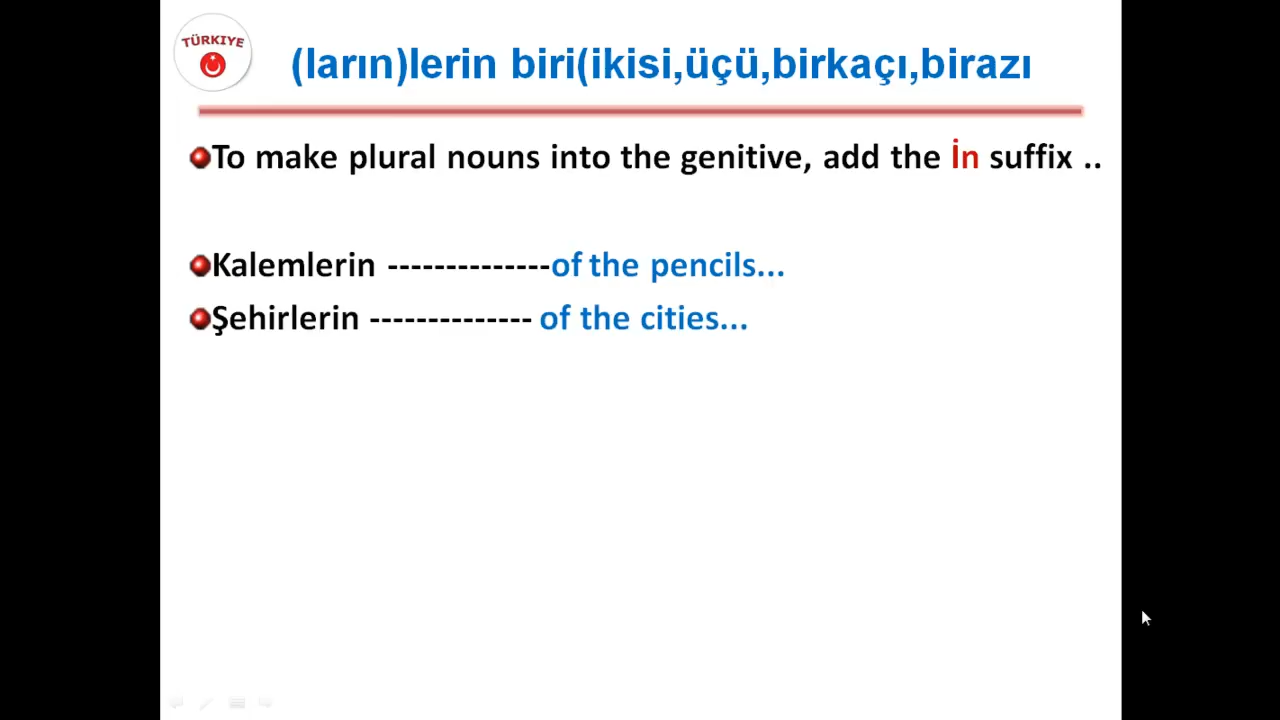 TÜRKIYE
(ların)lerin biri(ikisi,üçü,birkaçı,birazı
To make plural nouns into the genitive, add the İn suffix ..
Kalemlerin --------------of the pencils...
Şehirlerin -------------- of the cities...